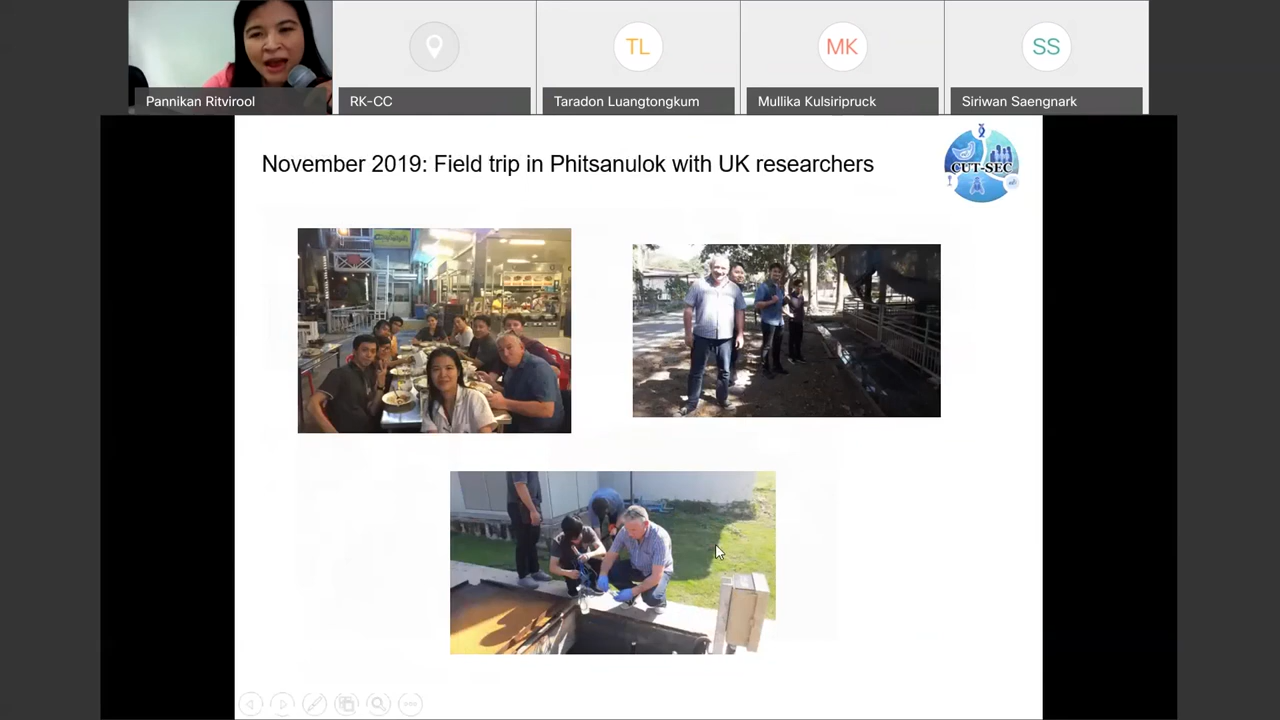 Pannikan Ritvirool
RK-CC
TL
Taradon Luangtongkum
MK
Mullika Kulsiripruck
SS
Siriwan Saengnark
November 2019: Field trip in Phitsanulok with UK researchers
CUT-SEC